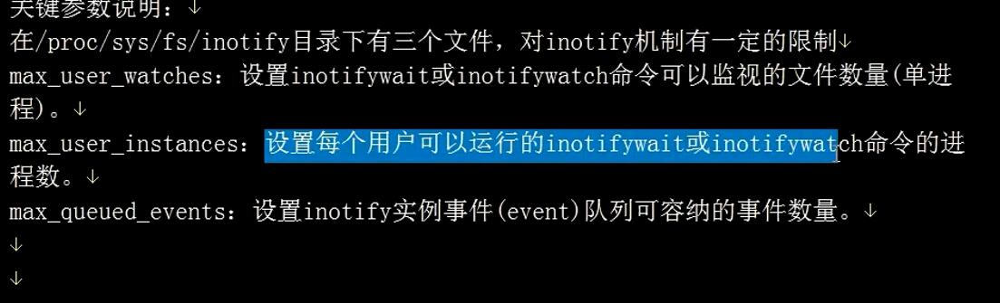 关键参数说明：↓
在/proc/sys/fs/inotify目录下有三个文件，对inotify机制有一定的限制↓
max_user_watches：设置inotifywait或inotifywatch命令可以监视的文件数量(单进
程)。↓
max_user_instances：设置每个用户可以运行的inotifywait或inotifywatch命令的进
程数。↓
max_queued_events：设置inotify实例事件(event)队列可容纳的事件数量。↓
↓
↓